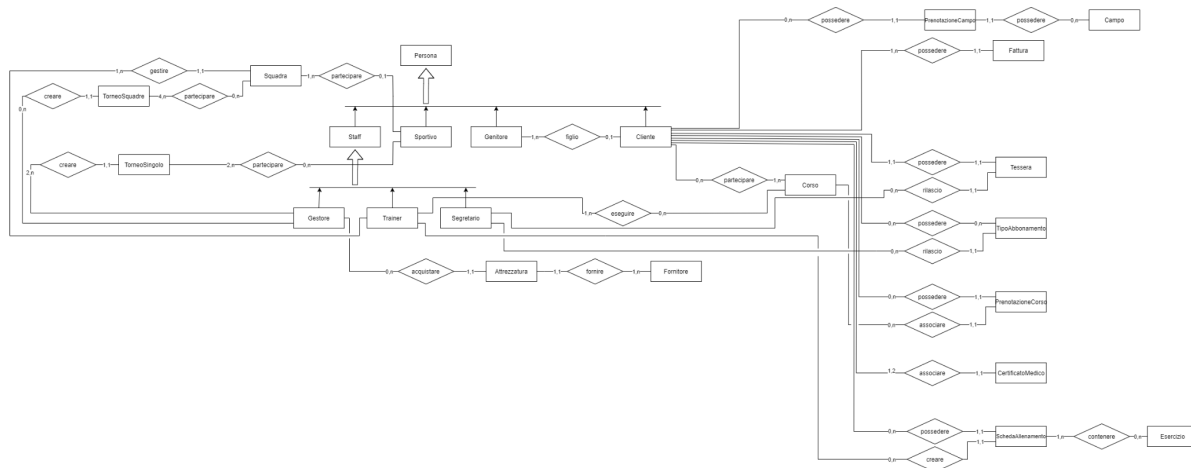 0,n possedere 1,1 PrenotazioneCampo 1,1 possedere 0,n Campo
Persona
1,n possedere 1,1 Fattura
1,n gestire 1,1 Squadra 1,n partecipare 0,1
creare 1,1 TorneoSquadre 4,n partecipare 0,n
0,n
Staff Sportivo Genitore 1,n figlio 0,1 Cliente
creare 1,1 TorneoSingolo 2,n partecipare 0,n
2,n
1,1 possedere 1,1 Tessera
0,n partecipare 1,n Corso
0,n rilascio 1,1
Gestore Trainer Segretario 1,n eseguire 0,n
0,n possedere 0,n TipoAbbonamento
0,n rilascio 1,1
0,n acquistare 1,1 Attrezzatura 1,1 fornire 1,n Fornitore
0,n possedere 1,1 PrenotazioneCorso
0,n associare 1,1
1,2 associare 1,1 CertificatoMedico
0,n possedere 1,1 SchedaAllenamento 1,n contenere 0,n Esercizio
0,n creare 1,1